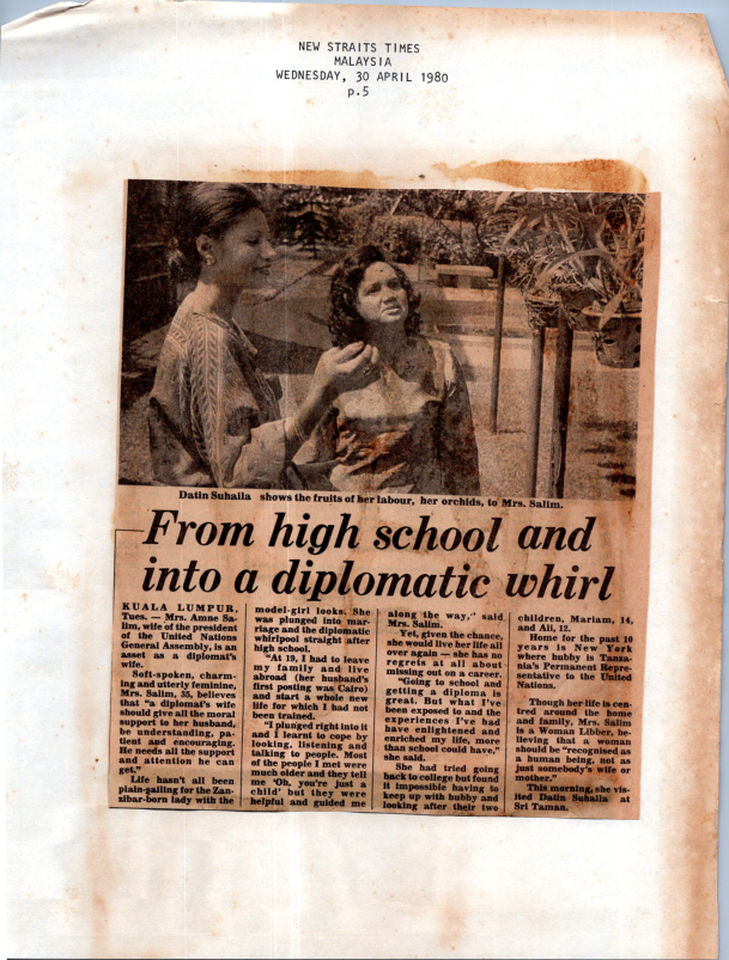 NEW STRAITS TIMES
MALAYSIA
WEDNESDAY, 30 APRIL 1980
p.5
Datin Suhaila shows the fruits of her labour, her orchids, to Mrs. Salim.
From high school and
into a diplomatic whirl
KUALA LUMPUR,
Tues. — Mrs. Amne Sa-
lim, wife of the president
of the United Nations
General Assembly, is an
asset as a diplomat's
wife.
Soft-spoken, charm-
ing and utterly feminine,
Mrs. Salim, 35, believes
that "a diplomat's wife
should give all the moral
support to her husband,
be understanding, pa-
tient and encouraging.
He needs all the support
and attention he can
get."
Life hasn't all been
plain-sailing for the Zan-
zibar-born lady with the
model-girl looks. She
was plunged into mar-
riage and the diplomatic
whirlpool straight after
high school.
"At 19, I had to leave
my family and live
abroad (her husband's
first posting was Cairo)
and start a whole new
life for which I had not
been trained.
"I plunged right into it
and I learnt to cope by
looking, listening and
talking to people. Most
of the people I met were
much older and they tell
me 'Oh, you're just a
child' but they were
helpful and guided me
along the way," said
Mrs. Salim.
Yet, given the chance,
she would live her life all
over again — she has no
regrets at all about
missing out on a career.
"Going to school and
getting a diploma is
great. But what I've
been exposed to and the
experiences I've had
have enlightened and
enriched my life, more
than school could have,"
she said.
She had tried going
back to college but found
it impossible having to
keep up with hubby and
looking after their two
children, Mariam, 14,
and Ali, 12.
Home for the past 10
years is New York
where hubby is Tanza-
nia's Permanent Repre-
sentative to the United
Nations.
Though her life is cen-
tred around the home
and family, Mrs. Salim
is a Woman Libber, be-
lieving that a woman
should be "recognised as
a human being, not as
just somebody's wife or
mother."
This morning, she vis-
ited Datin Suhaila at
Sri Taman.